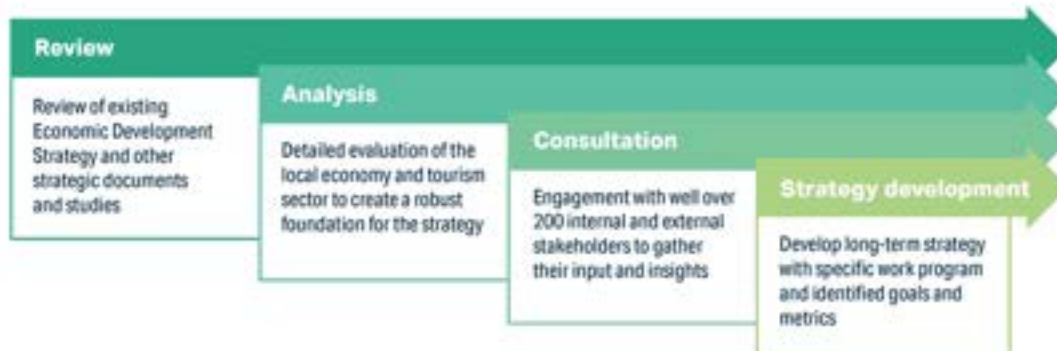 Review
Review of existing
Economic Development
Strategy and other
strategic documents
and studies
Analysis
Detailed evaluation of the
local economy and tourism
sector to create a robust
foundation for the strategy
Consultation
Engagement with well over
200 internal and external
stakeholders to gather
their input and insights
Strategy development
Develop long-term strategy
with specific work program
and identified goals and
metrics